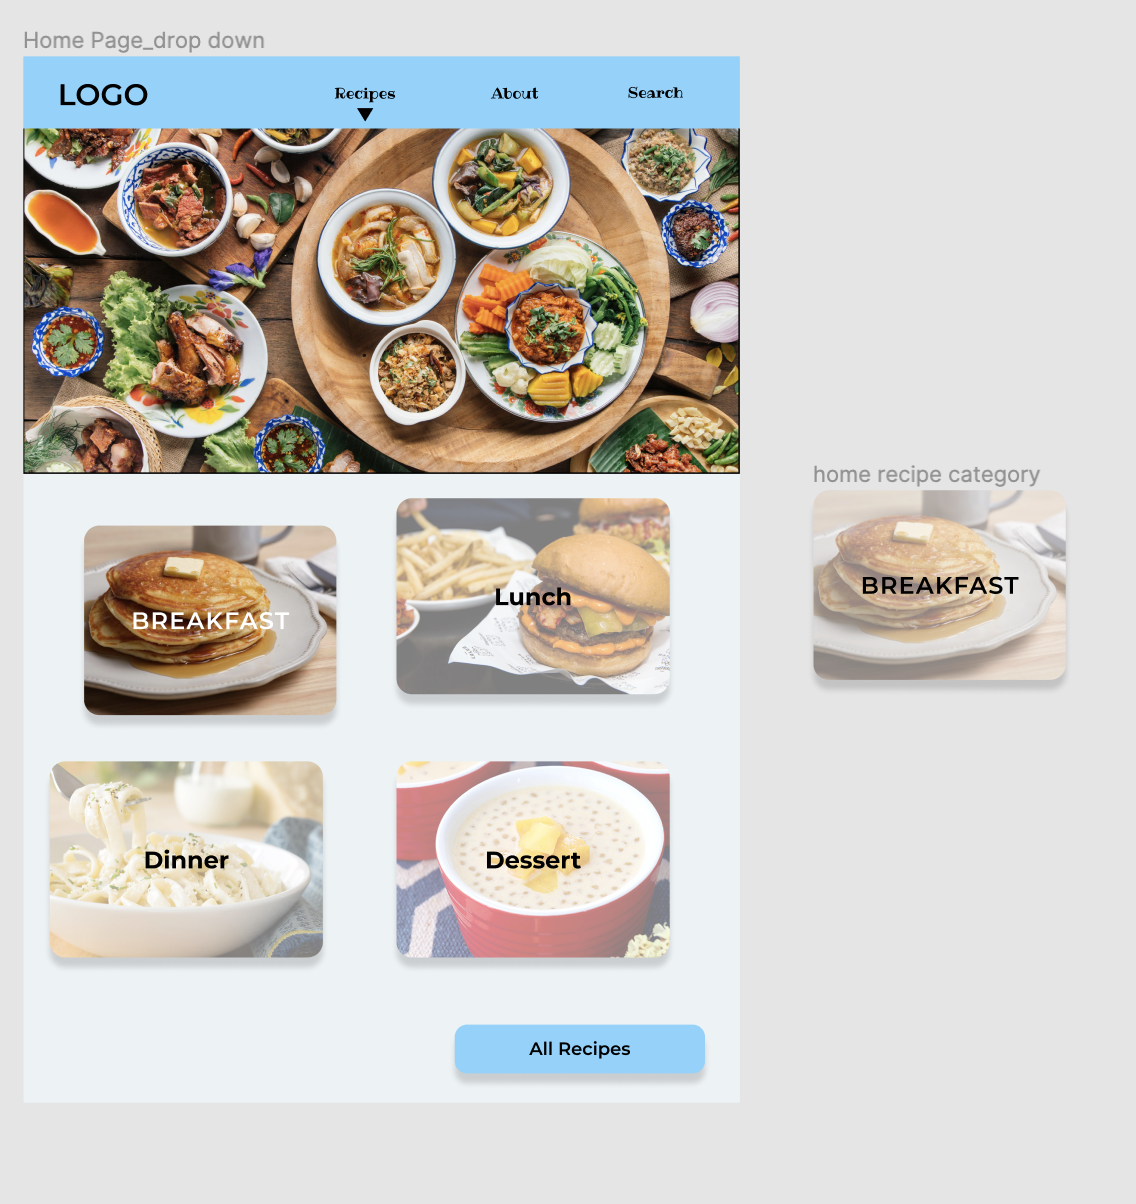 Home Page_drop down
LOGO
Recipes
About
Search
home recipe category
BREAKFAST
Lunch
BREAKFAST
Dinner
Dessert
All Recipes